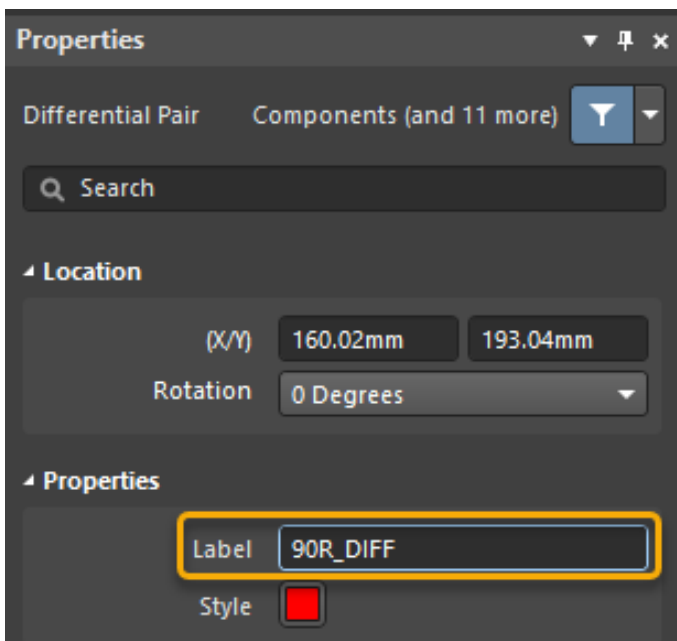 Properties
Differential Pair Components (and 11 more)
Search
Location
(X/Y) 160.02mm 193.04mm
Rotation 0 Degrees
Properties
Label 90R_DIFF
Style